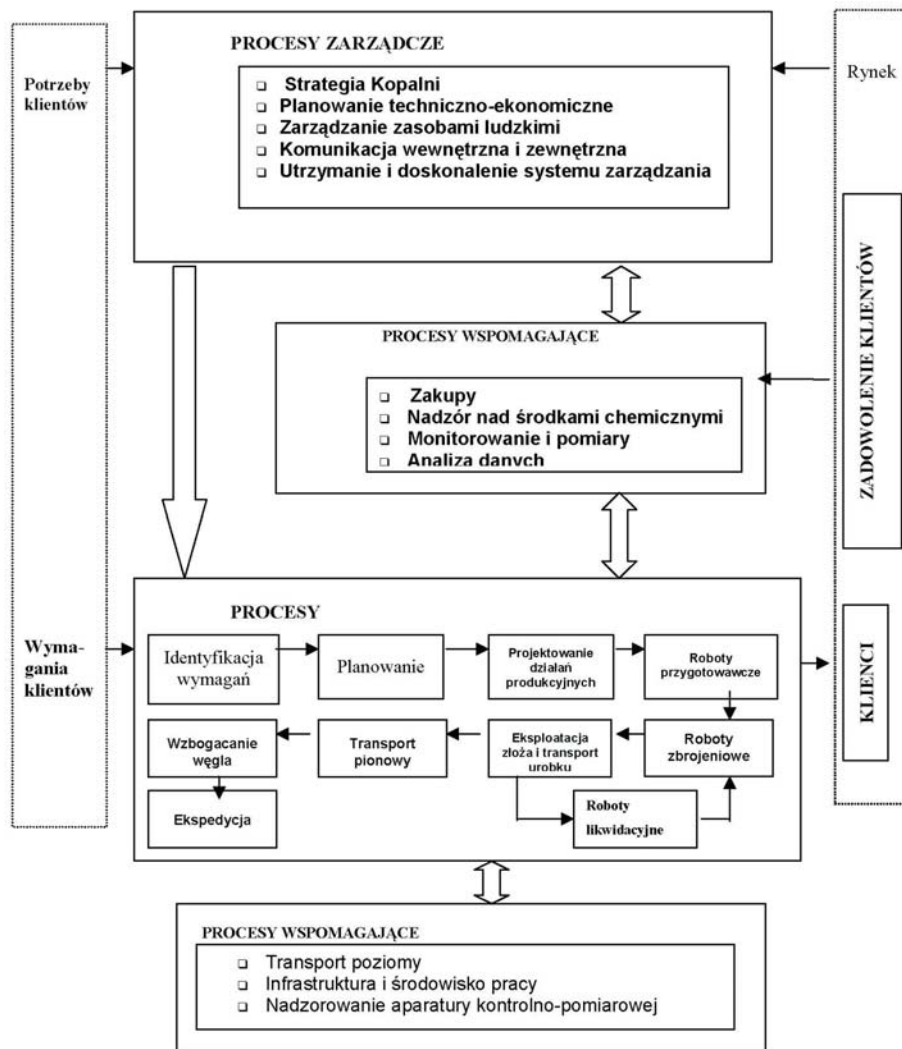 PROCESY ZARZĄDCZE
Potrzeby
klientów
Rynek
❑ Strategia Kopalni
❑ Planowanie techniczno-ekonomiczne
❑ Zarządzanie zasobami ludzkimi
❑ Komunikacja wewnętrzna i zewnętrzna
❑ Utrzymanie i doskonalenie systemu zarządzania
ZADOWOLENIE KLIENTÓW
PROCESY WSPOMAGAJĄCE
❑ Zakupy
❑ Nadzór nad środkami chemicznymi
❑ Monitorowanie i pomiary
❑ Analiza danych
PROCESY
Wyma-
gania
klientów
Identyfikacja
wymagań
Planowanie
Projektowanie
działań
produkcyjnych
Roboty
przygotowawcze
KLIENCI
Wzbogacanie
węgla
Transport
pionowy
Eksploatacja
złoża i transport
urobku
Roboty
zbrojeniowe
Ekspedycja
Roboty
likwidacyjne
PROCESY WSPOMAGAJĄCE
❑ Transport poziomy
❑ Infrastruktura i środowisko pracy
❑ Nadzorowanie aparatury kontrolno-pomiarowej